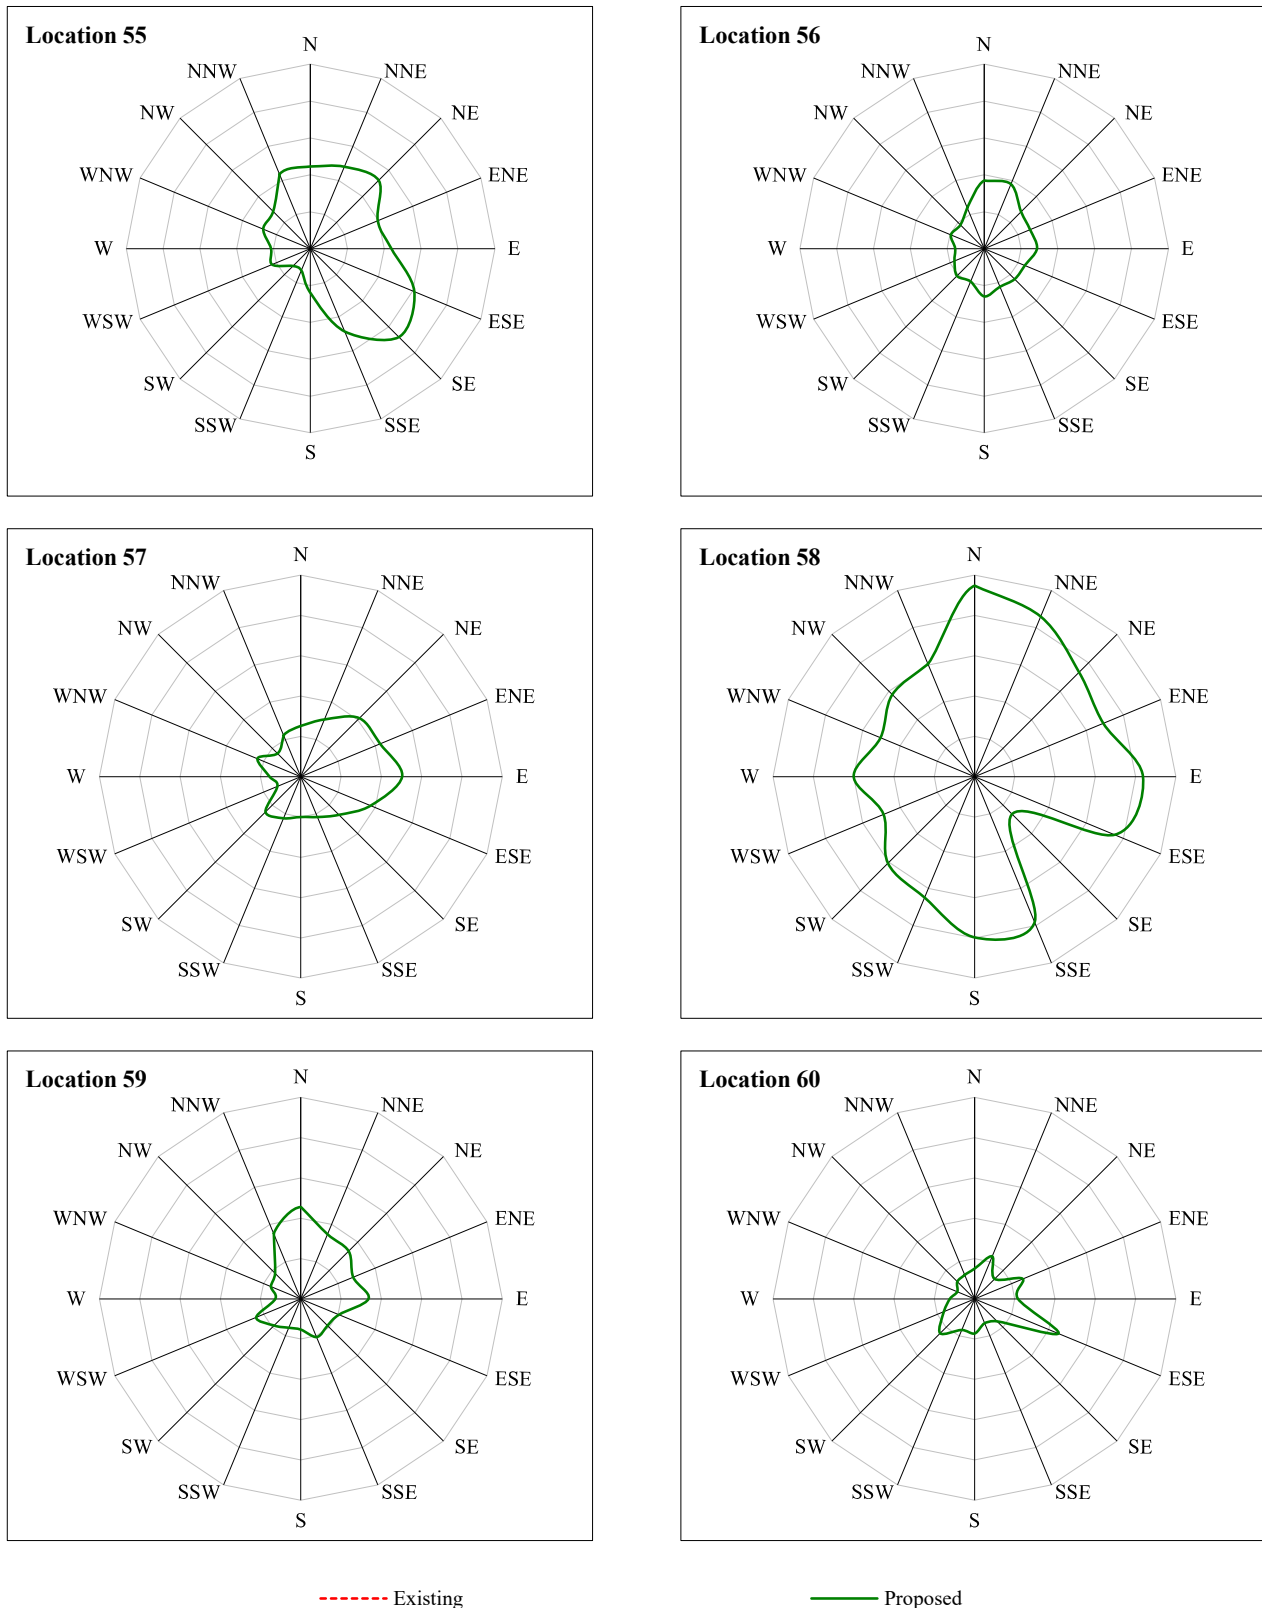 Location 55
N
NNW
NNE
NW
NE
WNW
ENE
W
E
WSW
ESE
SW
SE
SSW
SSE
S
Location 56
N
NNW
NNE
NW
NE
WNW
ENE
W
E
WSW
ESE
SW
SE
SSW
SSE
S
Location 57
N
NNW
NNE
NW
NE
WNW
ENE
W
E
WSW
ESE
SW
SE
SSW
SSE
S
Location 58
N
NNW
NNE
NW
NE
WNW
ENE
W
E
WSW
ESE
SW
SE
SSW
SSE
S
Location 59
N
NNW
NNE
NW
NE
WNW
ENE
W
E
WSW
ESE
SW
SE
SSW
SSE
S
Location 60
N
NNW
NNE
NW
NE
WNW
ENE
W
E
WSW
ESE
SW
SE
SSW
SSE
S
Existing
Proposed